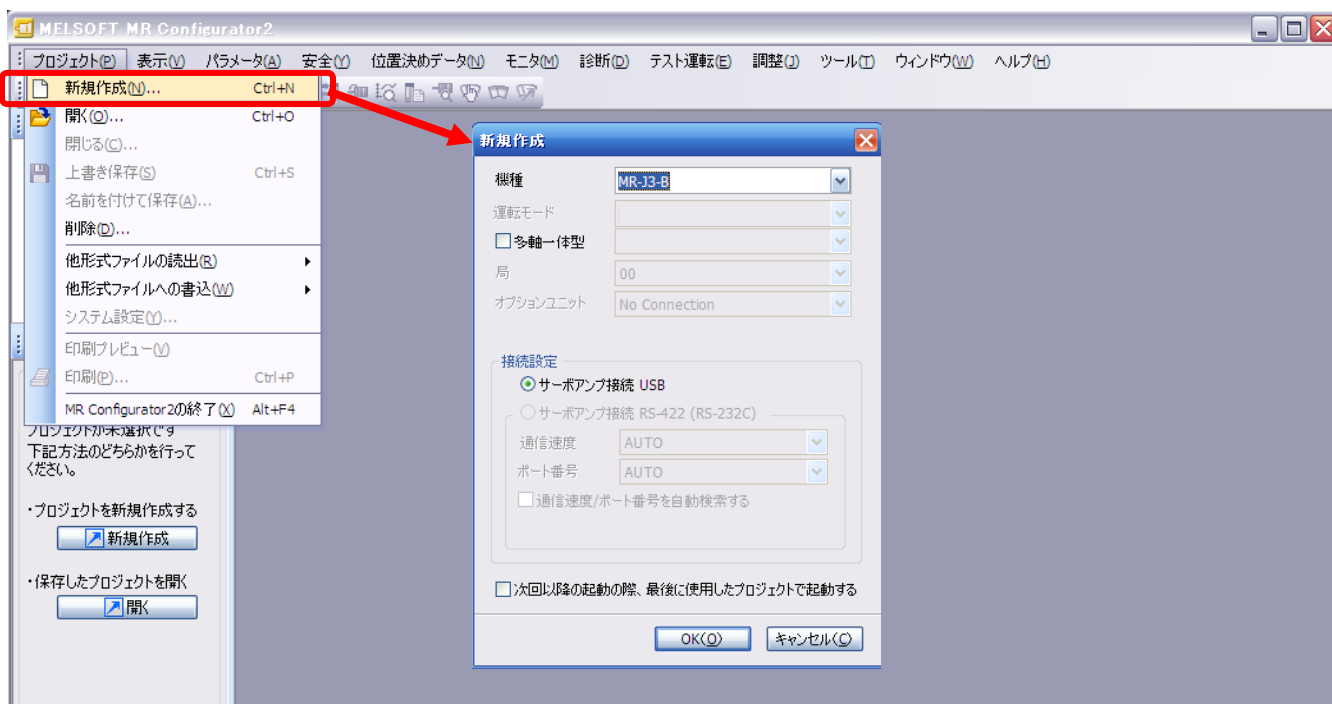 MELSOFT MR Configurator2
プロジェクト(P) 表示(V) パラメータ(A) 安全(Y) 位置決めデータ(N) モニタ(M) 診断(D) テスト運転(E) 調整(J) ツール(T) ウィンドウ(W) ヘルプ(H)
新規作成(N)... Ctrl+N
開く(O)... Ctrl+O
閉じる(C)...
上書き保存(S) Ctrl+S
名前を付けて保存(A)...
削除(D)...
他形式ファイルの読出(R)
他形式ファイルへの書込(W)
システム設定(Y)...
印刷プレビュー(V)
印刷(P)... Ctrl+P
MR Configurator2の終了(X) Alt+F4
プロジェクトが未選択です
下記方法のどちらかを行って
ください。
・プロジェクトを新規作成する
新規作成
・保存したプロジェクトを開く
開く
新規作成
機種 MR-J3-B
運転モード
多軸一体型
局 00
オプションユニット No Connection
接続設定
サーボアンプ接続 USB
サーボアンプ接続 RS-422 (RS-232C)
通信速度 AUTO
ポート番号 AUTO
通信速度/ポート番号を自動検索する
次回以降の起動の際、最後に使用したプロジェクトで起動する
OK(O) キャンセル(C)